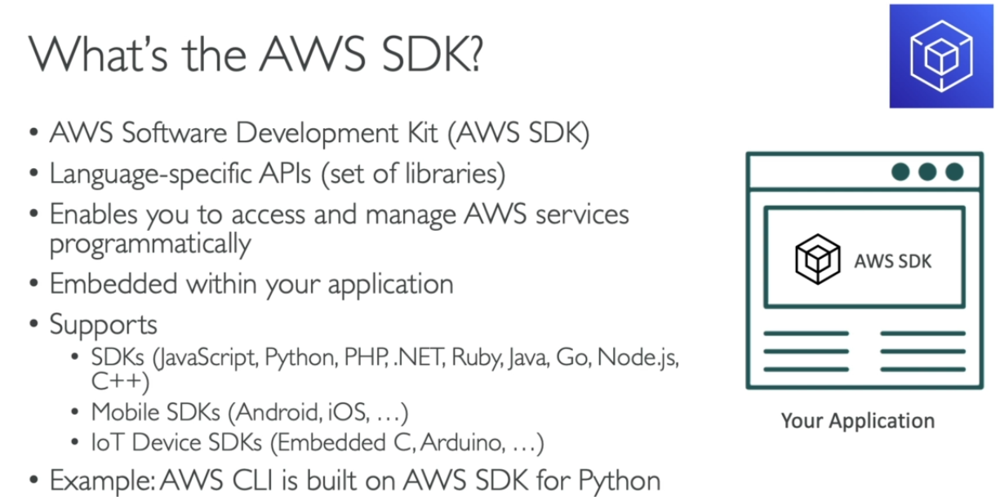 What's the AWS SDK?
• AWS Software Development Kit (AWS SDK)
• Language-specific APIs (set of libraries)
• Enables you to access and manage AWS services
programmatically
• Embedded within your application
• Supports
• SDKs (JavaScript, Python, PHP, .NET, Ruby, Java, Go, Node.js,
C++)
• Mobile SDKs (Android, iOS, …)
• IoT Device SDKs (Embedded C, Arduino, …)
• Example: AWS CLI is built on AWS SDK for Python
AWS SDK
Your Application